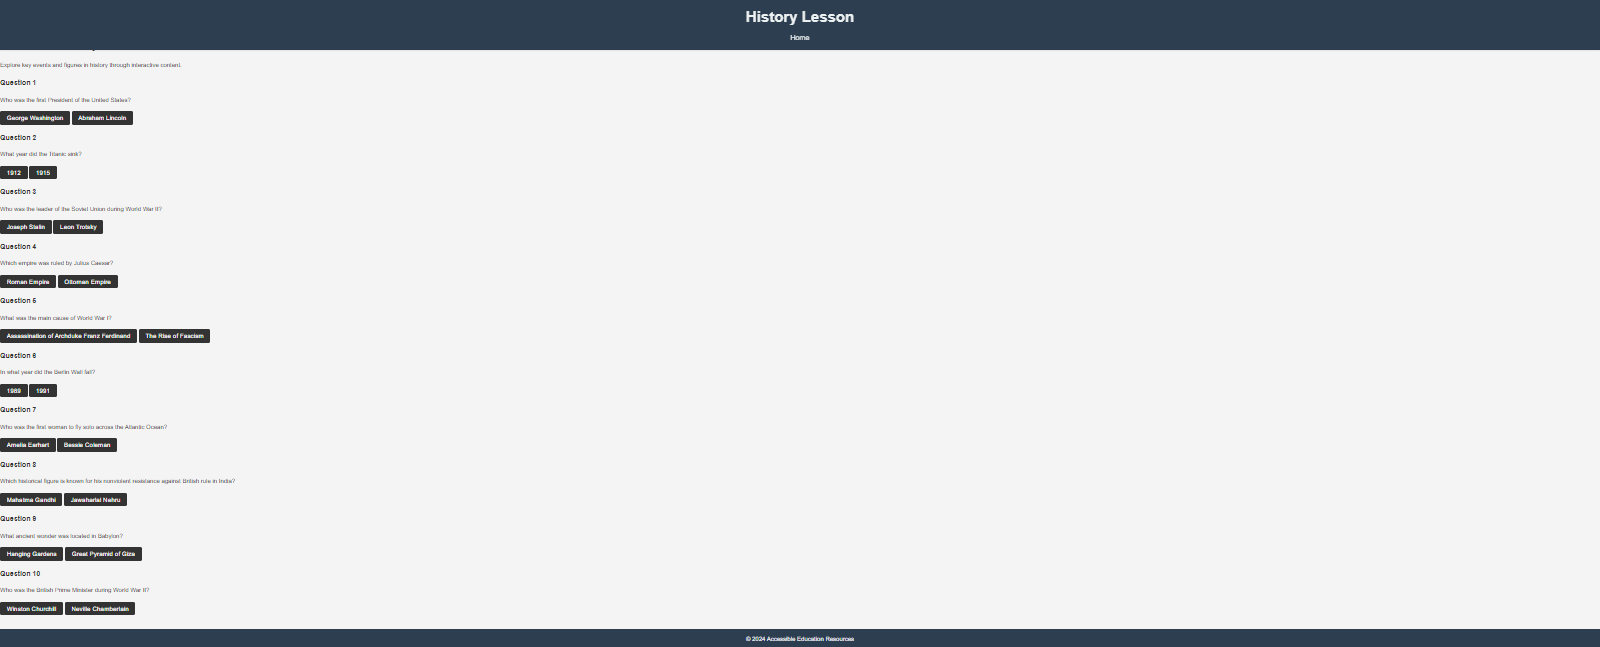 History Lesson
Home
Explore key events and figures in history through interactive content.
Question 1
Who was the first President of the United States?
George Washington Abraham Lincoln
Question 2
What year did the Titanic sink?
1912 1915
Question 3
Who was the leader of the Soviet Union during World War II?
Joseph Stalin Leon Trotsky
Question 4
Which empire was ruled by Julius Caesar?
Roman Empire Ottoman Empire
Question 5
What was the main cause of World War I?
Assassination of Archduke Franz Ferdinand The Rise of Fascism
Question 6
In what year did the Berlin Wall fall?
1989 1991
Question 7
Who was the first woman to fly solo across the Atlantic Ocean?
Amelia Earhart Bessie Coleman
Question 8
Which historical figure is known for his nonviolent resistance against British rule in India?
Mahatma Gandhi Jawaharlal Nehru
Question 9
What ancient wonder was located in Babylon?
Hanging Gardens Great Pyramid of Giza
Question 10
Who was the British Prime Minister during World War II?
Winston Churchill Neville Chamberlain
© 2024 Accessible Education Resources